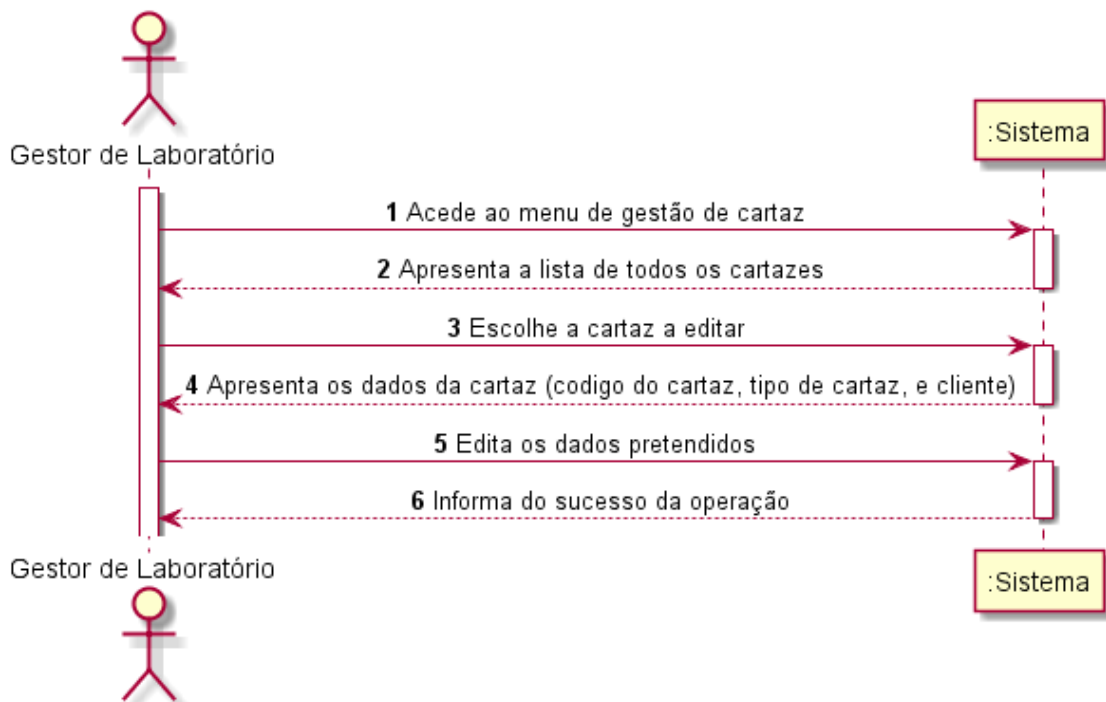 Gestor de Laboratório
:Sistema
1 Acede ao menu de gestão de cartaz
2 Apresenta a lista de todos os cartazes
3 Escolhe a cartaz a editar
4 Apresenta os dados da cartaz (codigo do cartaz, tipo de cartaz, e cliente)
5 Edita os dados pretendidos
6 Informa do sucesso da operação
Gestor de Laboratório
:Sistema